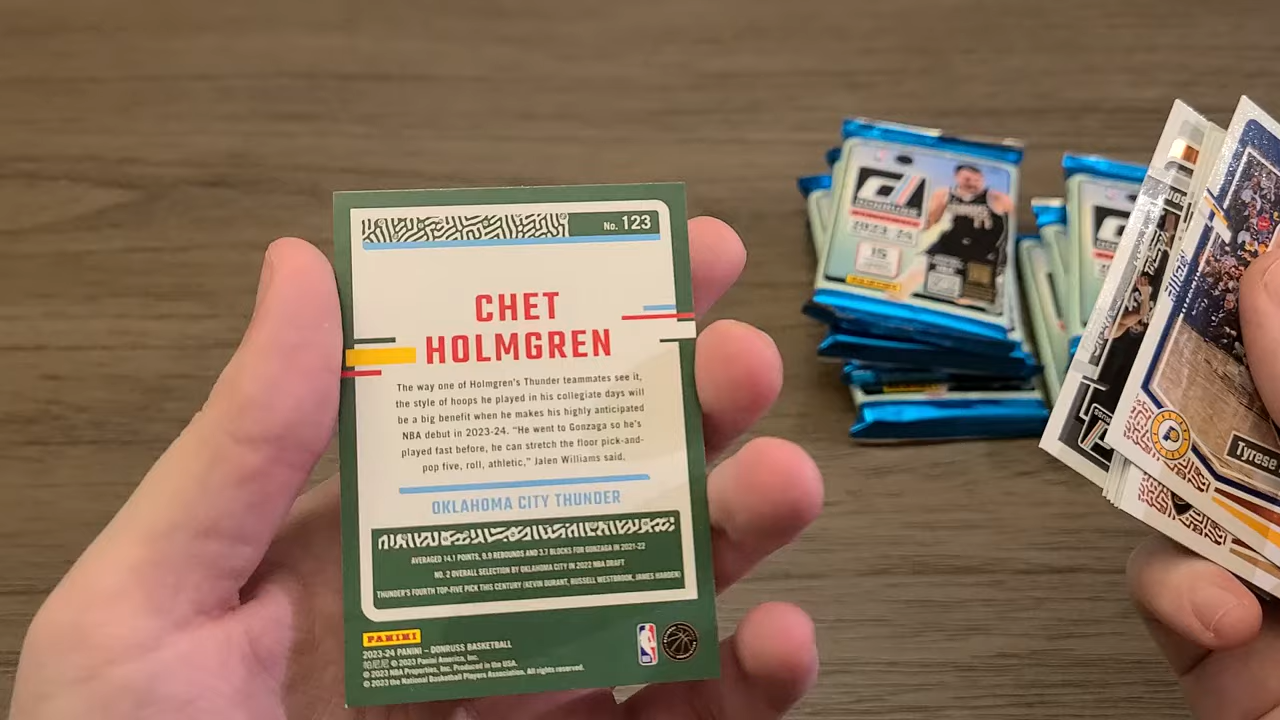 No. 123
CHET
HOLMGREN
The way one of Holmgren's Thunder teammates see it,
the style of hoops he played in his collegiate days will
be a big benefit when he makes his highly anticipated
NBA debut in 2023-24. "He went to Gonzaga so he's
played fast before, he can stretch the floor pick-and-
pop five, roll, athletic," Jalen Williams said.
OKLAHOMA CITY THUNDER
AVERAGED 14.1 POINTS, 9.9 REBOUNDS AND 3.7 BLOCKS FOR GONZAGA IN 2021-22
NO. 2 OVERALL SELECTION BY OKLAHOMA CITY IN 2022 NBA DRAFT
THUNDER'S FOURTH TOP-FIVE PICK THIS CENTURY (KEVIN DURANT, RUSSELL WESTBROOK, JAMES HARDEN)
PANINI
2023-24 PANINI – DONRUSS BASKETBALL
帕尼尼 © 2023 Panini America, Inc.
© 2023 NBA Properties, Inc. Produced in the USA.
© 2023 the National Basketball Players Association. All rights reserved.
DONRUSS
2023-24
15
Tyrese